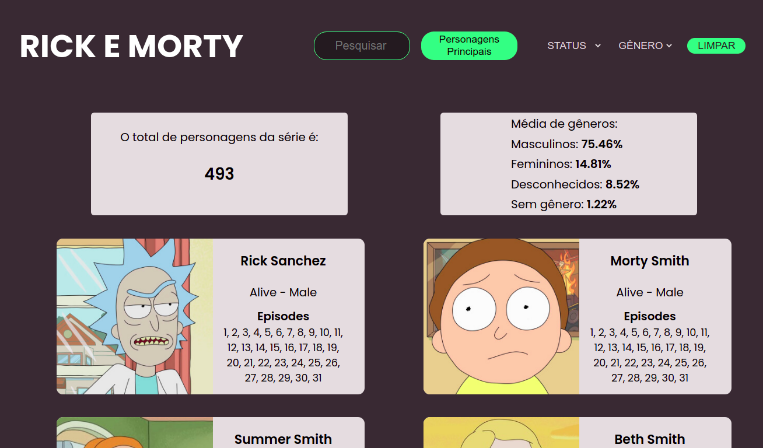 RICK E MORTY
Pesquisar
Personagens
Principais
STATUS
GÊNERO
LIMPAR
O total de personagens da série é:
493
Média de gêneros:
Masculinos: 75.46%
Femininos: 14.81%
Desconhecidos: 8.52%
Sem gênero: 1.22%
Rick Sanchez
Alive - Male
Episodes
1, 2, 3, 4, 5, 6, 7, 8, 9, 10, 11,
12, 13, 14, 15, 16, 17, 18, 19,
20, 21, 22, 23, 24, 25, 26,
27, 28, 29, 30, 31
Morty Smith
Alive - Male
Episodes
1, 2, 3, 4, 5, 6, 7, 8, 9, 10, 11,
12, 13, 14, 15, 16, 17, 18, 19,
20, 21, 22, 23, 24, 25, 26,
27, 28, 29, 30, 31
Summer Smith
Beth Smith